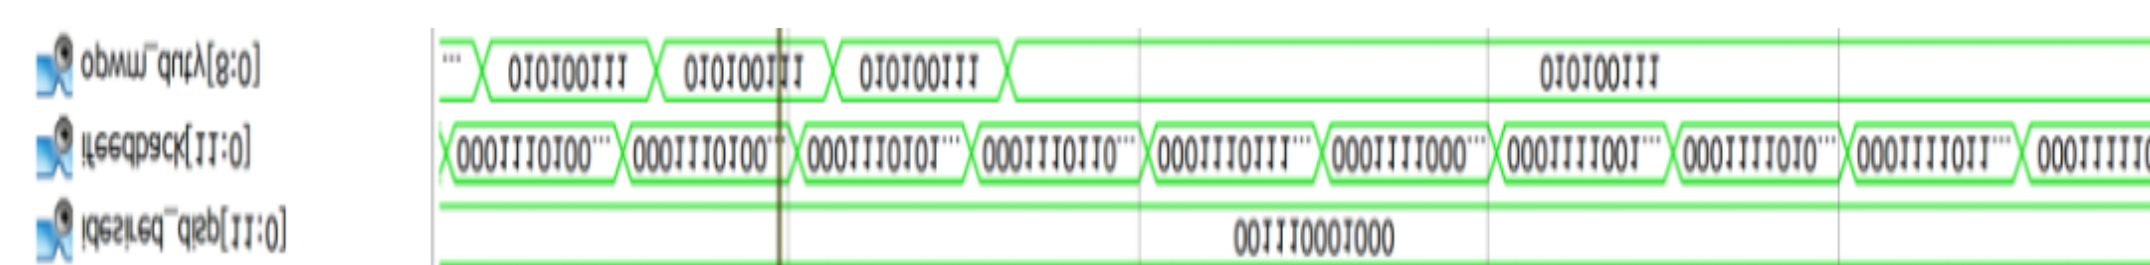 opwm_duty[8:0] ... 010100111 010100111 010100111 010100111
ifeedback[11:0] 0001110100... 0001110100... 0001110101... 0001110110... 0001110111... 0001111000... 0001111001... 0001111010... 0001111011... 000111110
idesired_disp[11:0] 001110001000